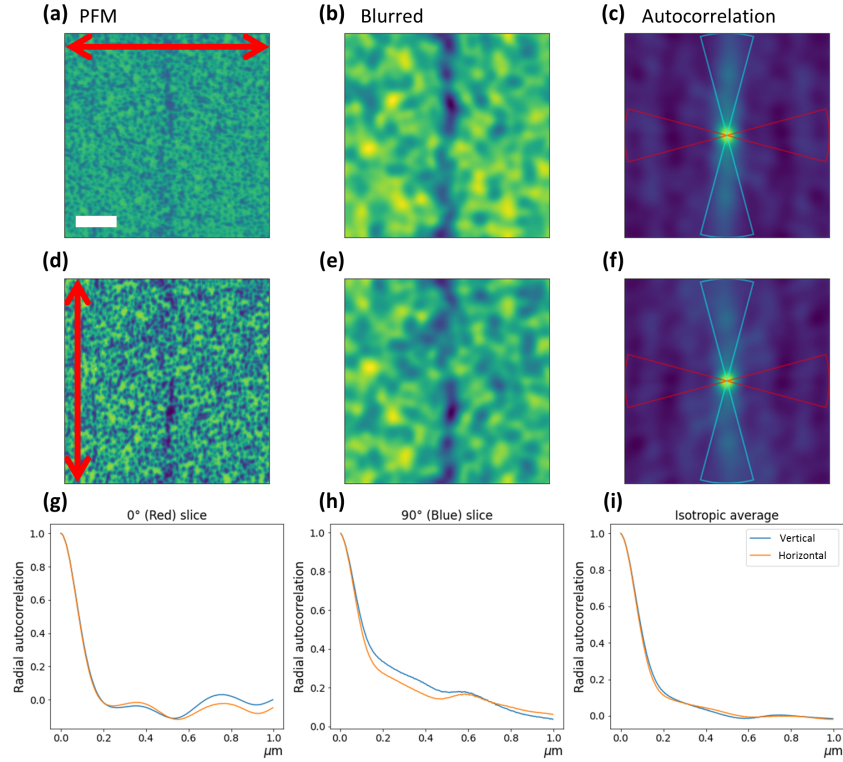 (a) PFM
(b) Blurred
(c) Autocorrelation
(d)
(e)
(f)
(g)
0° (Red) slice
Radial autocorrelation
1.0
0.8
0.6
0.4
0.2
0.0
0.0 0.2 0.4 0.6 0.8 1.0
μm
(h)
90° (Blue) slice
Radial autocorrelation
1.0
0.8
0.6
0.4
0.2
0.0
0.0 0.2 0.4 0.6 0.8 1.0
μm
(i)
Isotropic average
Radial autocorrelation
1.0
0.8
0.6
0.4
0.2
0.0
0.0 0.2 0.4 0.6 0.8 1.0
μm
Vertical
Horizontal